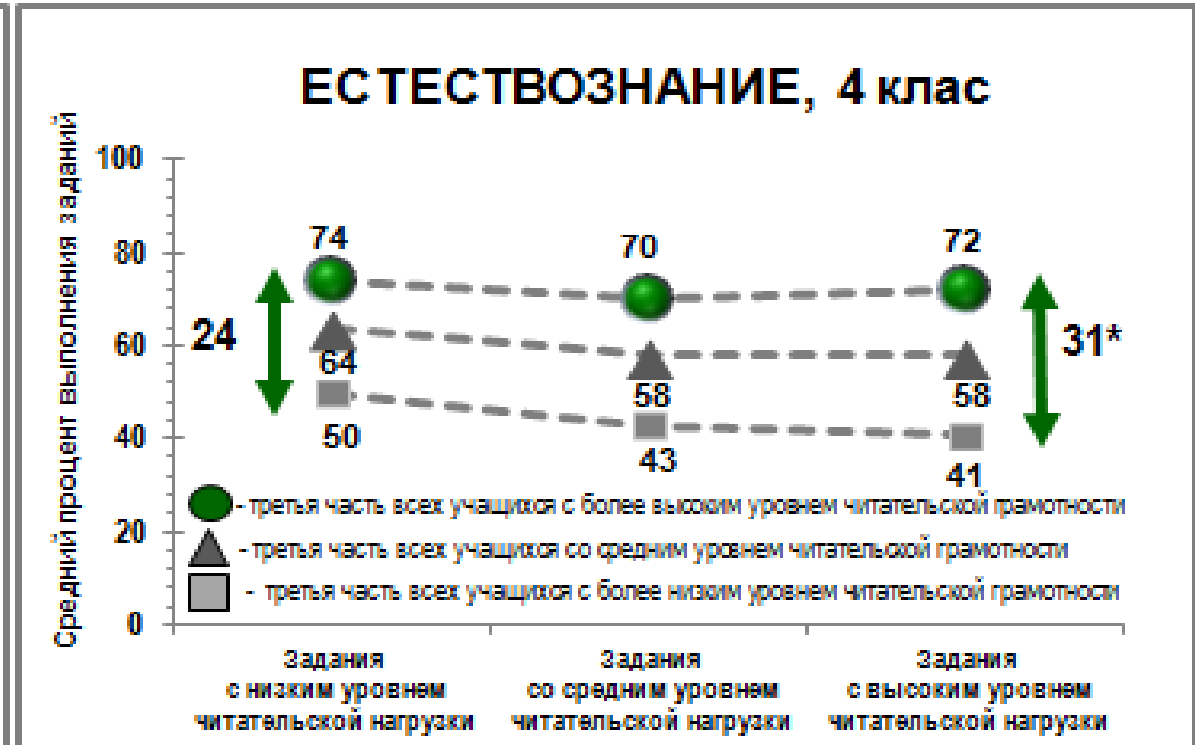 ЕСТЕСТВОЗНАНИЕ, 4 клас
Средний процент выполнения заданий
100
80
60
40
20
0
74
70
72
24
31*
64
58
58
50
43
41
- третья часть всех учащихся с более высоким уровнем читательской грамотности
- третья часть всех учащихся со средним уровнем читательской грамотности
- третья часть всех учащихся с более низким уровнем читательской грамотности
Задания
с низким уровнем
читательской нагрузки
Задания
со средним уровнем
читательской нагрузки
Задания
с высоким уровнем
читательской нагрузки